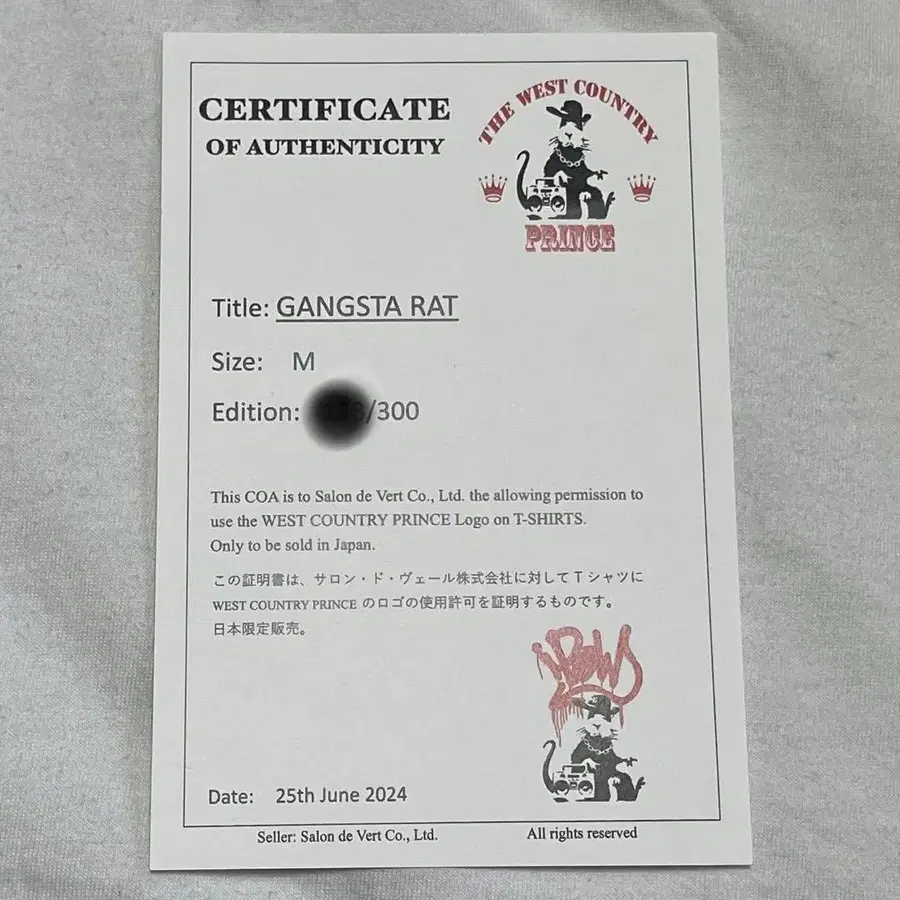 CERTIFICATE
OF AUTHENTICITY
THE WEST COUNTRY
PRINCE
Title: GANGSTA RAT
Size: M
Edition: /300
This COA is to Salon de Vert Co., Ltd. the allowing permission to
use the WEST COUNTRY PRINCE Logo on T-SHIRTS.
Only to be sold in Japan.
この証明書は、サロン・ド・ヴェール株式会社に対してTシャツに
WEST COUNTRY PRINCE のロゴの使用許可を証明するものです。
日本限定販売。
Date: 25th June 2024
Seller: Salon de Vert Co., Ltd.
All rights reserved